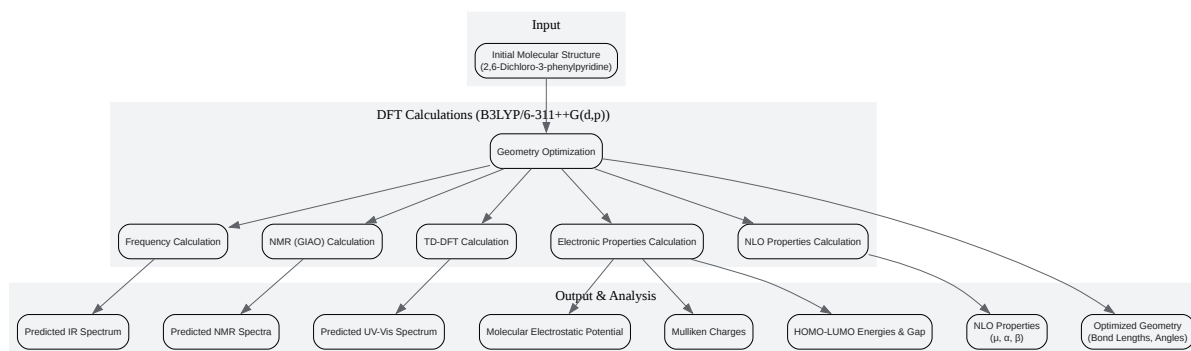 Input
Initial Molecular Structure
(2,6-Dichloro-3-phenylpyridine)
DFT Calculations (B3LYP/6-311++G(d,p))
Geometry Optimization
Frequency Calculation
NMR (GIAO) Calculation
TD-DFT Calculation
Electronic Properties Calculation
NLO Properties Calculation
Output & Analysis
Predicted IR Spectrum
Predicted NMR Spectra
Predicted UV-Vis Spectrum
Molecular Electrostatic Potential
Mulliken Charges
HOMO-LUMO Energies & Gap
NLO Properties
(μ, α, β)
Optimized Geometry
(Bond Lengths, Angles)